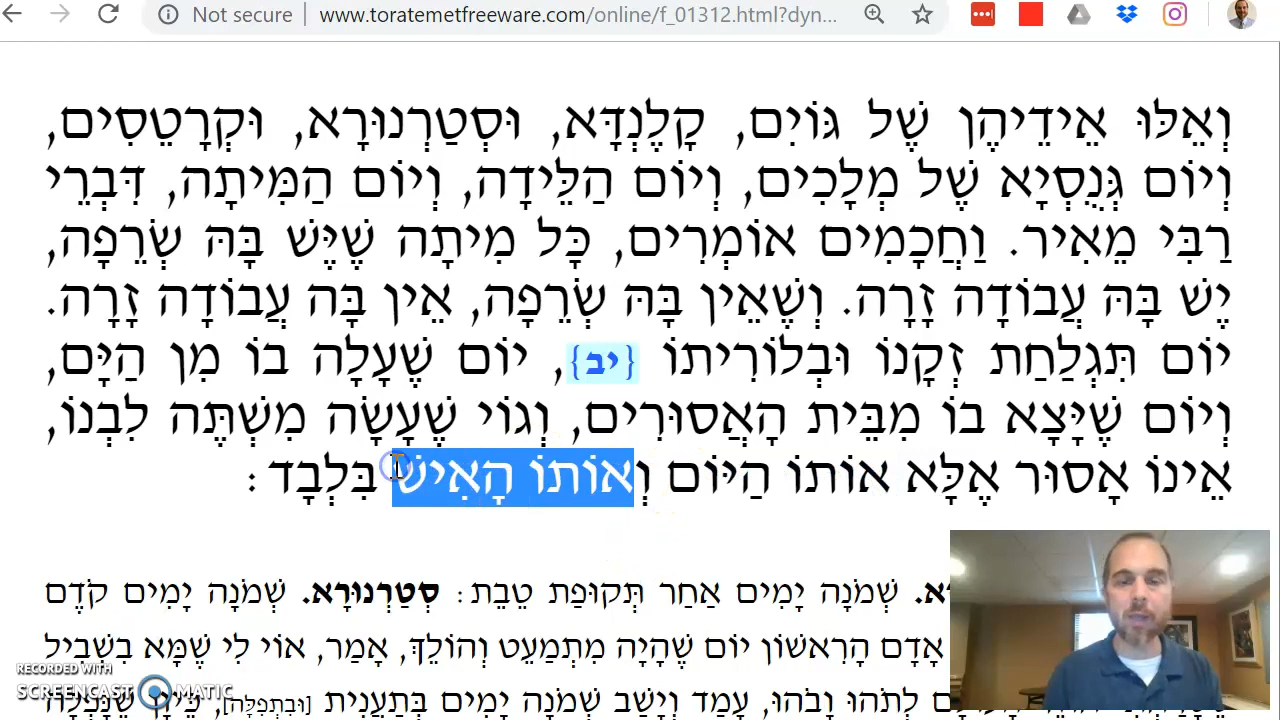 Not secure | www.toratemetfreeware.com/online/f_01312.html?dyn...
וְאֵלּוּ אֵידֵיהֶן שֶׁל גּוֹיִם, קָלֶנְדָּא, וּסְטַרְנוּרָא, וּקְרָטֵסִים,
וְיוֹם גְּנֻסְיָא שֶׁל מְלָכִים, וְיוֹם הַלֵּידָה, וְיוֹם הַמִּיתָה, דִּבְרֵי
רַבִּי מֵאִיר. וַחֲכָמִים אוֹמְרִים, כָּל מִיתָה שֶׁיֶּשׁ בָּהּ שְׂרֵפָה,
יֶשׁ בָּהּ עֲבוֹדָה זָרָה. וְשֶׁאֵין בָּהּ שְׂרֵפָה, אֵין בָּה עֲבוֹדָה זָרָה.
יוֹם תִּגְלַחַת זְקָנוֹ וּבְלוֹרִיתוֹ {יב}, יוֹם שֶׁעָלָה בוֹ מִן הַיָּם,
וְיוֹם שֶׁיָּצָא בוֹ מִבֵּית הָאֲסוּרִים, וְגוֹי שֶׁעָשָׂה מִשְׁתֶּה לִבְנוֹ,
אֵינוֹ אָסוּר אֶלָּא אוֹתוֹ הַיּוֹם וְאוֹתוֹ הָאִישׁ בִּלְבָד:
שְׁמֹנָה יָמִים אַחַר תְּקוּפַת טֵבֵת: סְטַרְנוּרָא. שְׁמֹנָה יָמִים קֹדֶם
אָדָם הָרִאשׁוֹן יוֹם שֶׁהָיָה מִתְמַעֵט וְהוֹלֵךְ, אָמַר, אוֹי לִי שֶׁמָּא בִּשְׁבִיל
לְתֹהוּ וָבֹהוּ, עָמַד וְיָשַׁב שְׁמֹנָה יָמִים בְּתַעֲנִית [וּבִתְפִלָּה],
RECORDED WITH
SCREENCAST MATIC